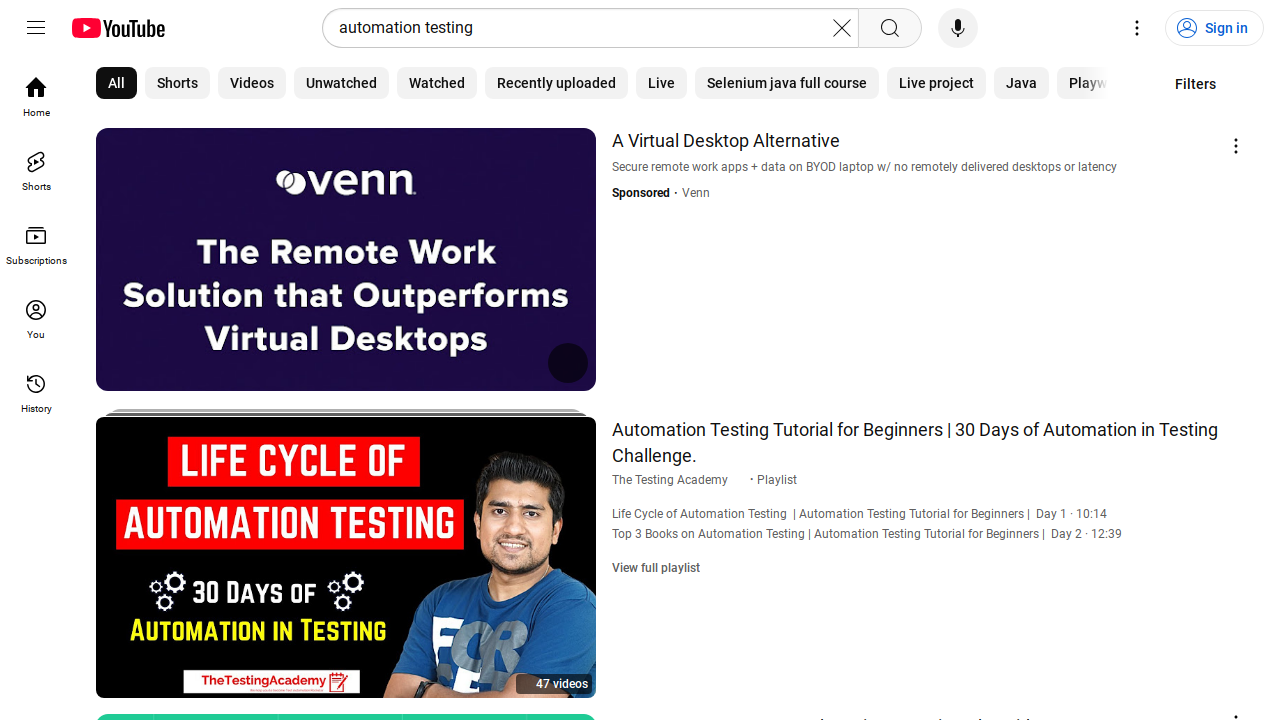 YouTube
automation testing
Sign in
Home
Shorts
Subscriptions
You
History
All
Shorts
Videos
Unwatched
Watched
Recently uploaded
Live
Selenium java full course
Live project
Java
Filters
venn
The Remote Work
Solution that Outperforms
Virtual Desktops
A Virtual Desktop Alternative
Secure remote work apps + data on BYOD laptop w/ no remotely delivered desktops or latency
Sponsored · Venn
LIFE CYCLE OF
AUTOMATION TESTING
30 DAYS OF
AUTOMATION IN TESTING
TheTestingAcademy
47 videos
Automation Testing Tutorial for Beginners | 30 Days of Automation in Testing
Challenge.
The Testing Academy · Playlist
Life Cycle of Automation Testing | Automation Testing Tutorial for Beginners | Day 1 · 10:14
Top 3 Books on Automation Testing | Automation Testing Tutorial for Beginners | Day 2 · 12:39
View full playlist